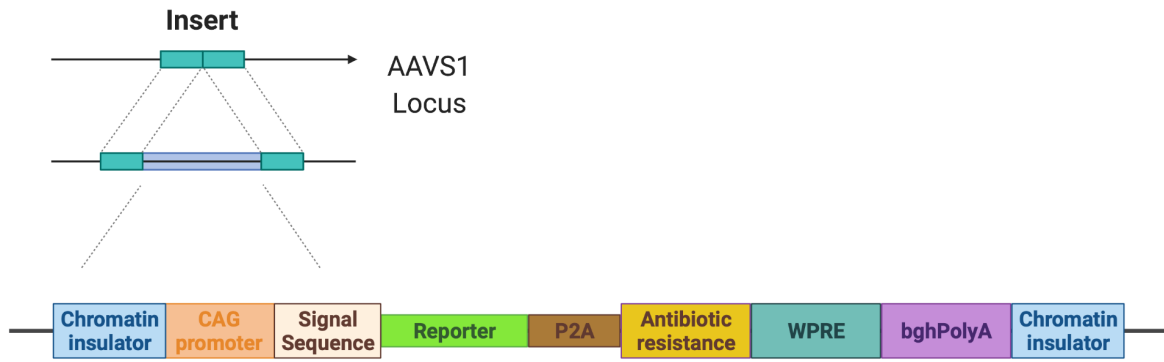 Insert
AAVS1
Locus
Chromatin
insulator
CAG
promoter
Signal
Sequence
Reporter
P2A
Antibiotic
resistance
WPRE
bghPolyA
Chromatin
insulator